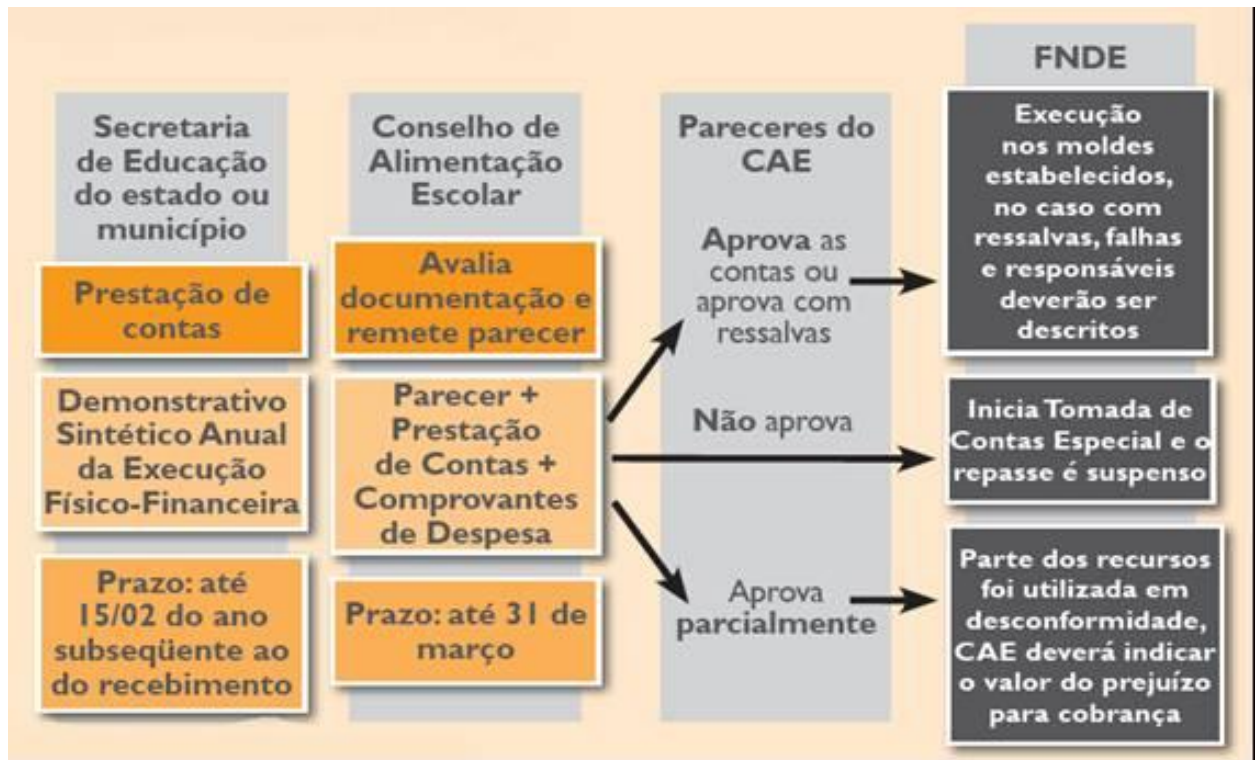 Secretaria
de Educação
do estado ou
município
Prestação de
contas
Demonstrativo
Sintético Anual
da Execução
Físico-Financeira
Prazo: até
15/02 do ano
subseqüente ao
do recebimento
Conselho de
Alimentação
Escolar
Avalia
documentação e
remete parecer
Parecer +
Prestação
de Contas +
Comprovantes
de Despesa
Prazo: até 31 de
março
Pareceres do
CAE
Aprova as
contas ou
aprova com
ressalvas
Não aprova
Aprova
parcialmente
FNDE
Execução
nos moldes
estabelecidos,
no caso com
ressalvas, falhas
e responsáveis
deverão ser
descritos
Inicia Tomada de
Contas Especial e o
repasse é suspenso
Parte dos recursos
foi utilizada em
desconformidade,
CAE deverá indicar
o valor do prejuízo
para cobrança